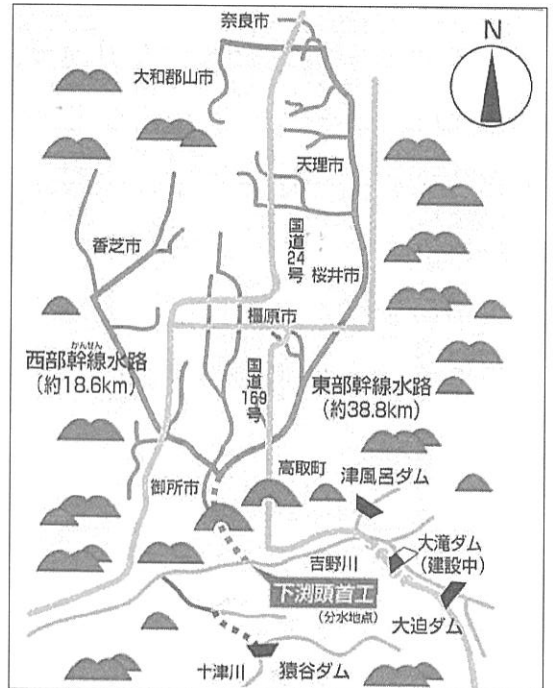 奈良市
N
大和郡山市
天理市
香芝市
国道24号
桜井市
橿原市
かんせん
西部幹線水路
(約18.6km)
国道169号
東部幹線水路
(約38.8km)
高取町
津風呂ダム
御所市
吉野川
大滝ダム
(建設中)
下渕頭首工
(分水地点)
大迫ダム
十津川
猿谷ダム